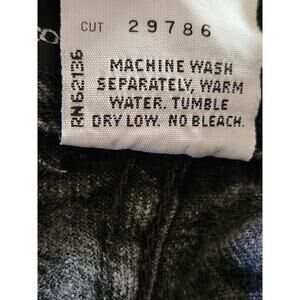 CUT 29786
MACHINE WASH
SEPARATELY, WARM
WATER. TUMBLE
DRY LOW. NO BLEACH.
RN62136